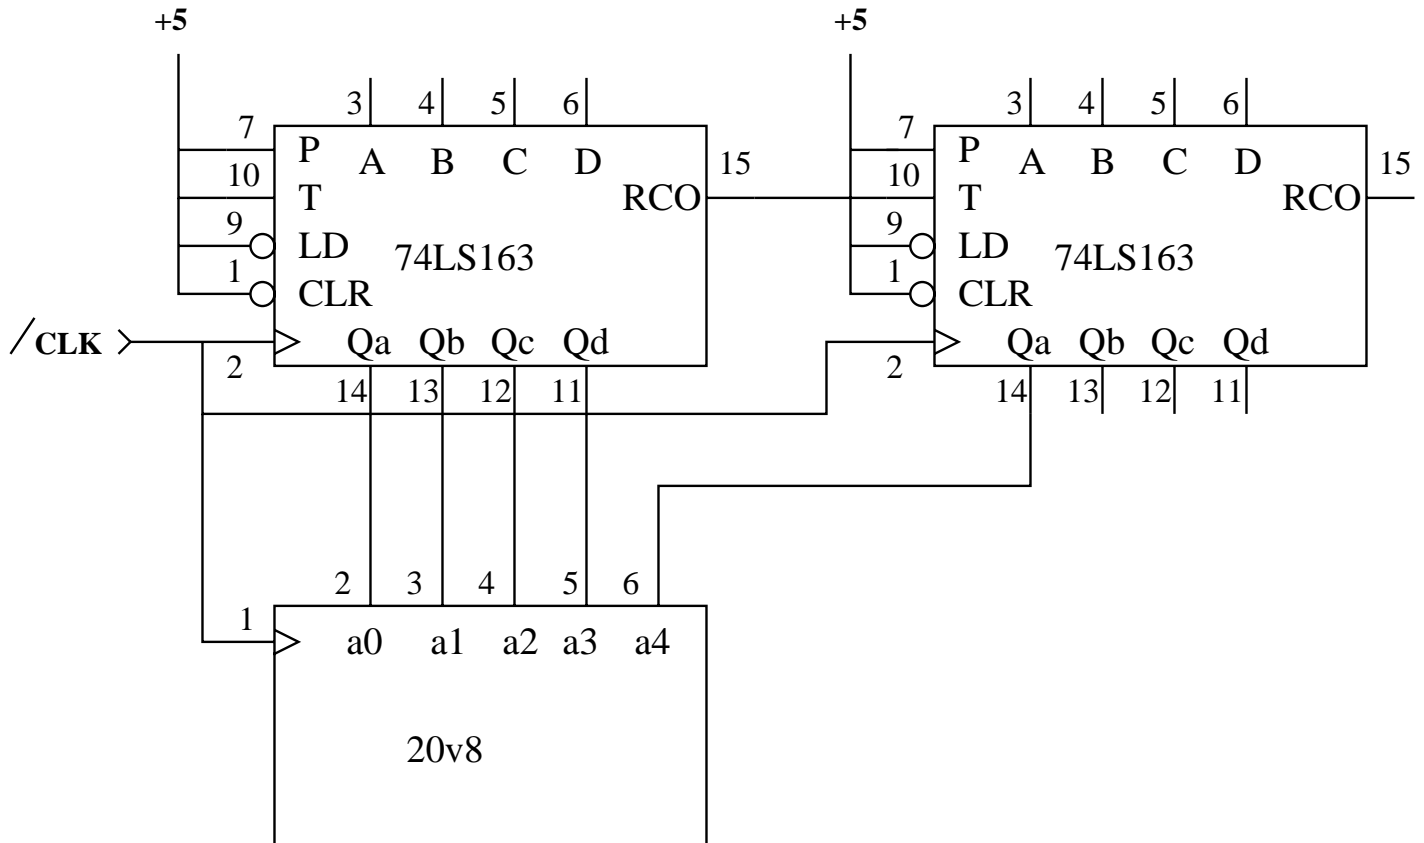 +5 +5
3 4 5 6 3 4 5 6
7 P A B C D 15 7 P A B C D 15
10 T RCO 10 T RCO
9 LD 74LS163 9 LD 74LS163
1 CLR 1 CLR
/CLK Qa Qb Qc Qd Qa Qb Qc Qd
2 14 13 12 11 2 14 13 12 11
2 3 4 5 6
1 a0 a1 a2 a3 a4
20v8